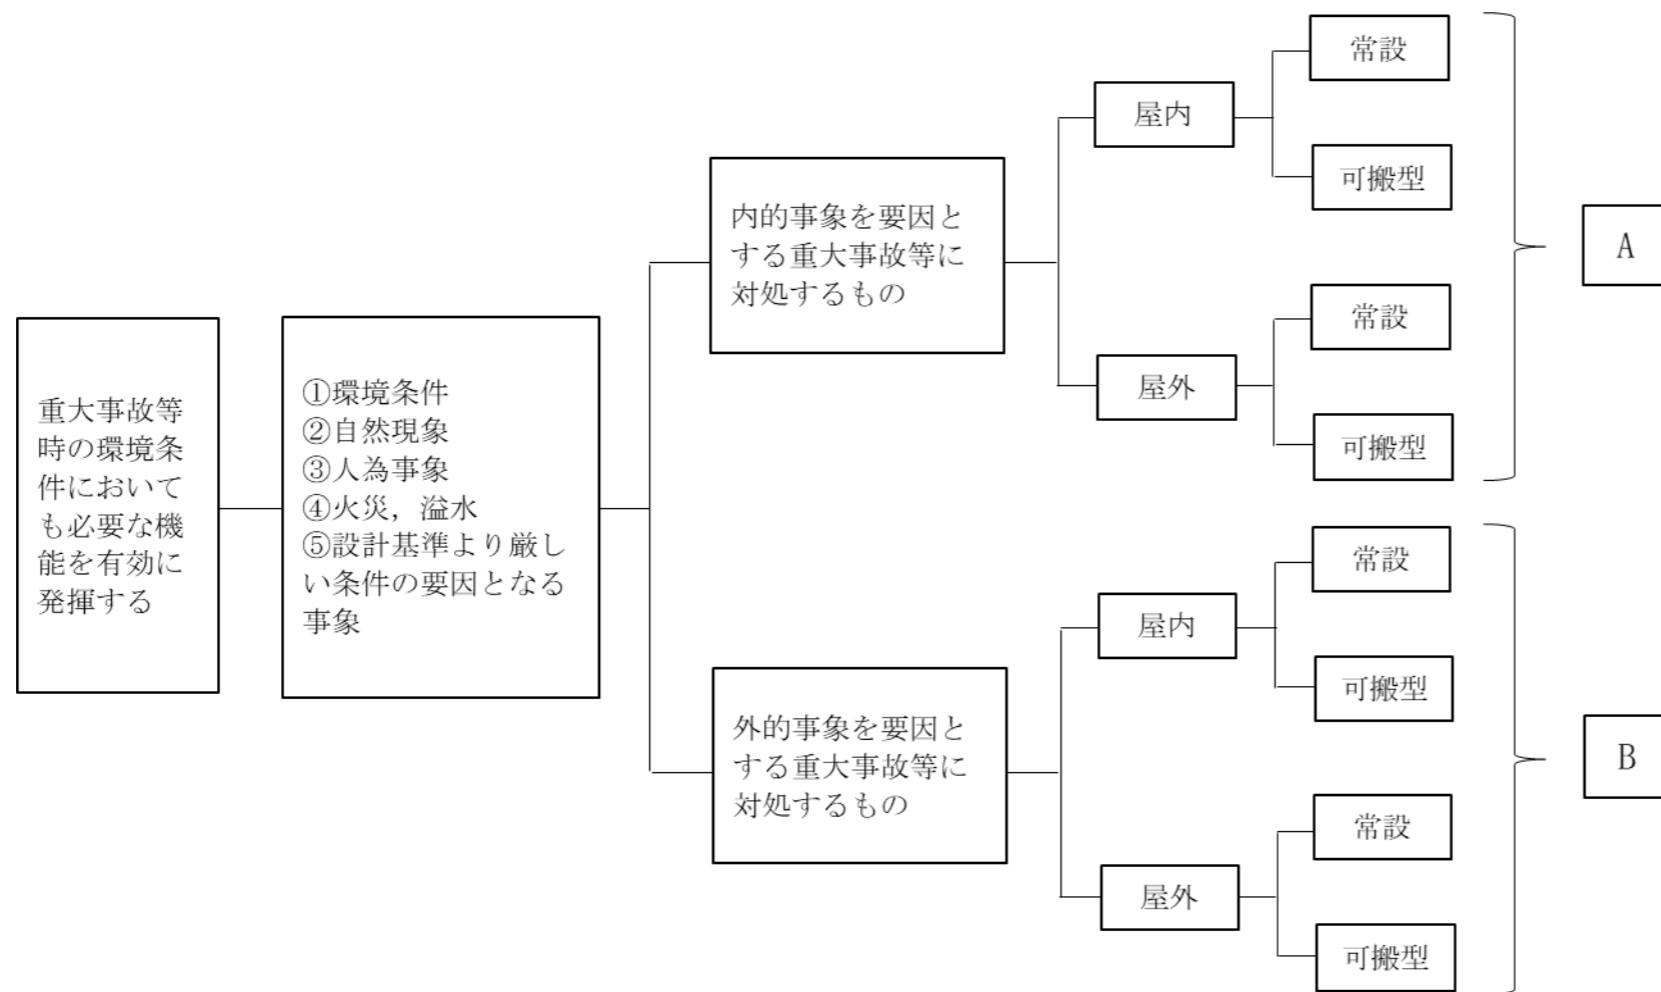 重大事故等
時の環境条
件において
も必要な機
能を有効に
発揮する
①環境条件
②自然現象
③人為事象
④火災，溢水
⑤設計基準より厳し
い条件の要因となる
事象
内的事象を要因と
する重大事故等に
対処するもの
屋内
常設
可搬型
屋外
常設
可搬型
A
外的事象を要因と
する重大事故等に
対処するもの
屋内
常設
可搬型
屋外
常設
可搬型
B